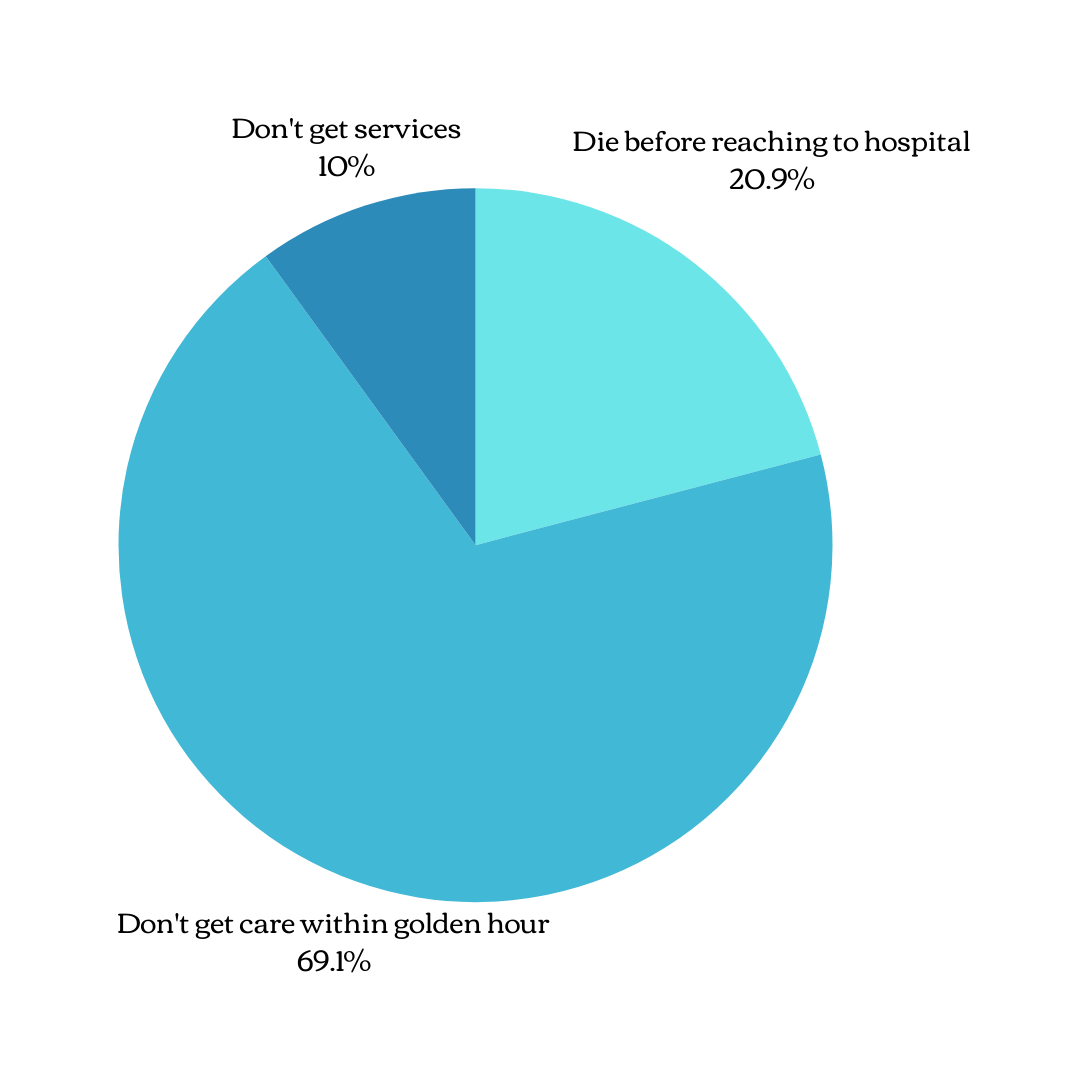 Don't get services
10%
Die before reaching to hospital
20.9%
Don't get care within golden hour
69.1%